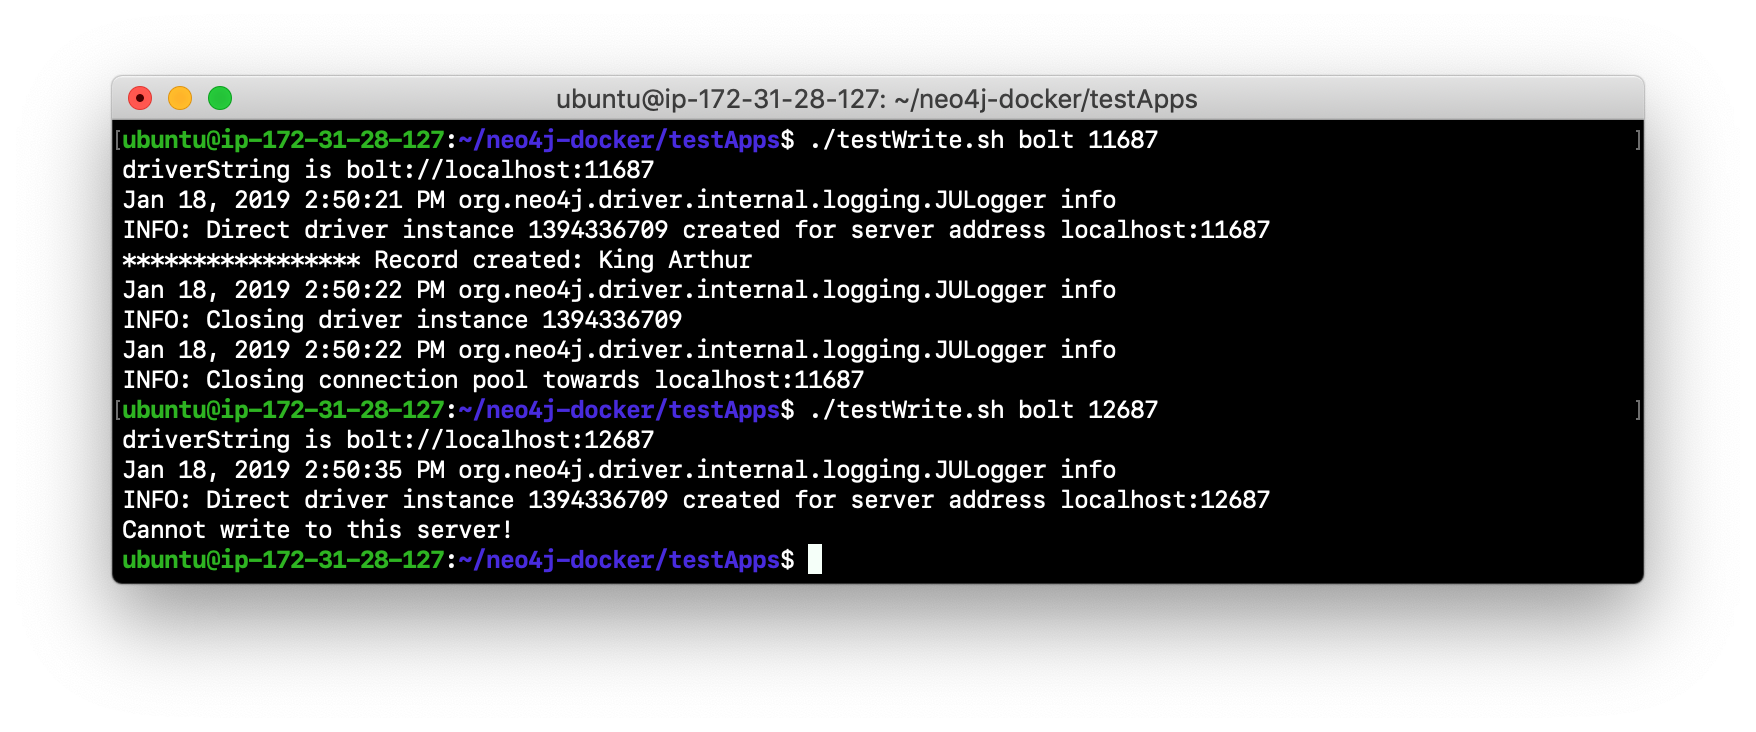 ubuntu@ip-172-31-28-127: ~/neo4j-docker/testApps
[ubuntu@ip-172-31-28-127:~/neo4j-docker/testApps$ ./testWrite.sh bolt 11687 ]
driverString is bolt://localhost:11687
Jan 18, 2019 2:50:21 PM org.neo4j.driver.internal.logging.JULogger info
INFO: Direct driver instance 1394336709 created for server address localhost:11687
***************** Record created: King Arthur
Jan 18, 2019 2:50:22 PM org.neo4j.driver.internal.logging.JULogger info
INFO: Closing driver instance 1394336709
Jan 18, 2019 2:50:22 PM org.neo4j.driver.internal.logging.JULogger info
INFO: Closing connection pool towards localhost:11687
[ubuntu@ip-172-31-28-127:~/neo4j-docker/testApps$ ./testWrite.sh bolt 12687 ]
driverString is bolt://localhost:12687
Jan 18, 2019 2:50:35 PM org.neo4j.driver.internal.logging.JULogger info
INFO: Direct driver instance 1394336709 created for server address localhost:12687
Cannot write to this server!
ubuntu@ip-172-31-28-127:~/neo4j-docker/testApps$